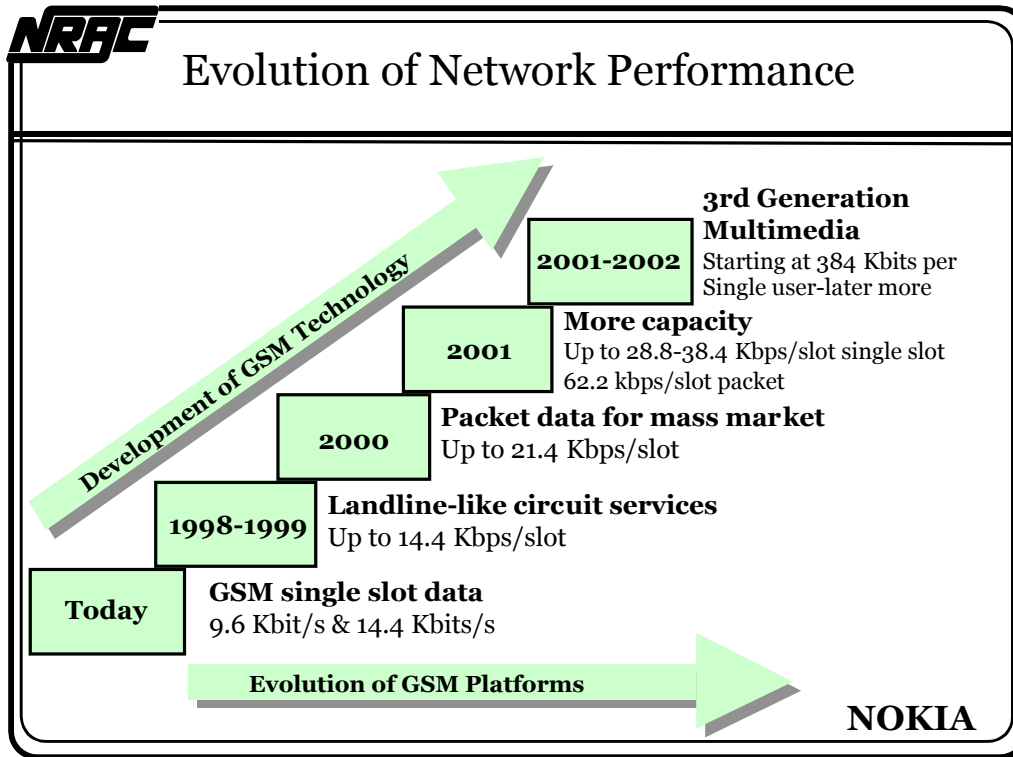 NRAC
Evolution of Network Performance
Development of GSM Technology
3rd Generation
Multimedia
Starting at 384 Kbits per
Single user-later more
2001-2002
More capacity
Up to 28.8-38.4 Kbps/slot single slot
62.2 kbps/slot packet
2001
Packet data for mass market
Up to 21.4 Kbps/slot
2000
Landline-like circuit services
Up to 14.4 Kbps/slot
1998-1999
GSM single slot data
9.6 Kbit/s & 14.4 Kbits/s
Today
Evolution of GSM Platforms
NOKIA